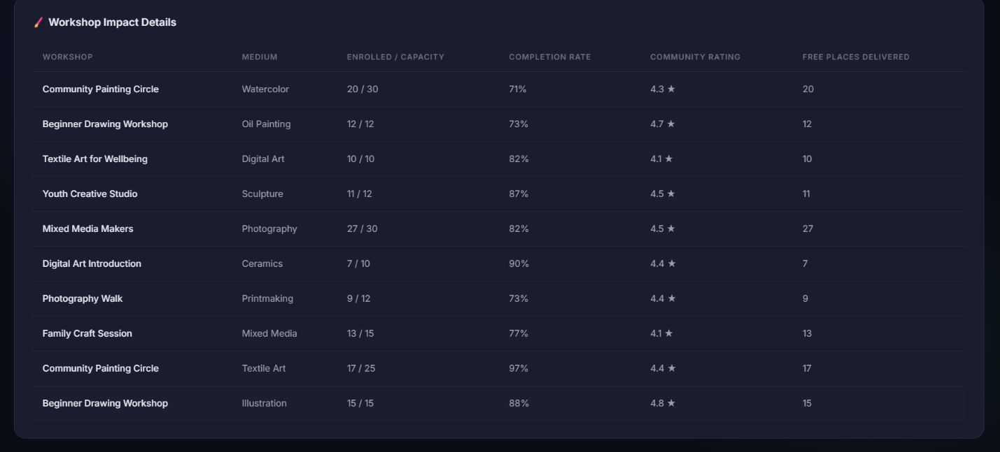 Workshop Impact Details
WORKSHOP MEDIUM ENROLLED / CAPACITY COMPLETION RATE COMMUNITY RATING FREE PLACES DELIVERED
Community Painting Circle Watercolor 20 / 30 71% 4.3 ★ 20
Beginner Drawing Workshop Oil Painting 12 / 12 73% 4.7 ★ 12
Textile Art for Wellbeing Digital Art 10 / 10 82% 4.1 ★ 10
Youth Creative Studio Sculpture 11 / 12 87% 4.5 ★ 11
Mixed Media Makers Photography 27 / 30 82% 4.5 ★ 27
Digital Art Introduction Ceramics 7 / 10 90% 4.4 ★ 7
Photography Walk Printmaking 9 / 12 73% 4.4 ★ 9
Family Craft Session Mixed Media 13 / 15 77% 4.1 ★ 13
Community Painting Circle Textile Art 17 / 25 97% 4.4 ★ 17
Beginner Drawing Workshop Illustration 15 / 15 88% 4.8 ★ 15